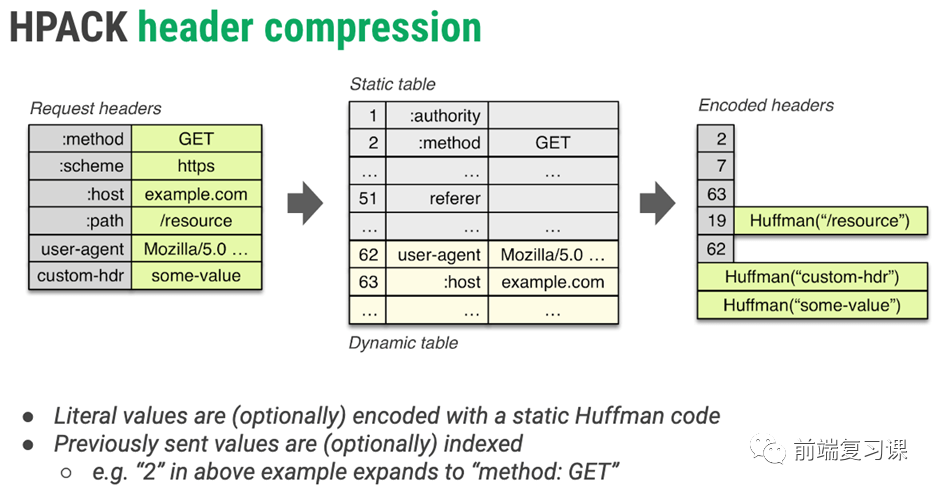 HPACK header compression
Static table
Request headers
Encoded headers
:method GET
:scheme https
:host example.com
:path /resource
user-agent Mozilla/5.0 ...
custom-hdr some-value
1 :authority
2 :method GET
... ... ...
51 referer
... ... ...
62 user-agent Mozilla/5.0 ...
63 :host example.com
... ... ...
Dynamic table
2
7
63
19 Huffman(“/resource”)
62
Huffman(“custom-hdr”)
Huffman(“some-value”)
● Literal values are (optionally) encoded with a static Huffman code
● Previously sent values are (optionally) indexed
○ e.g. “2” in above example expands to “method: GET”
前端复习课